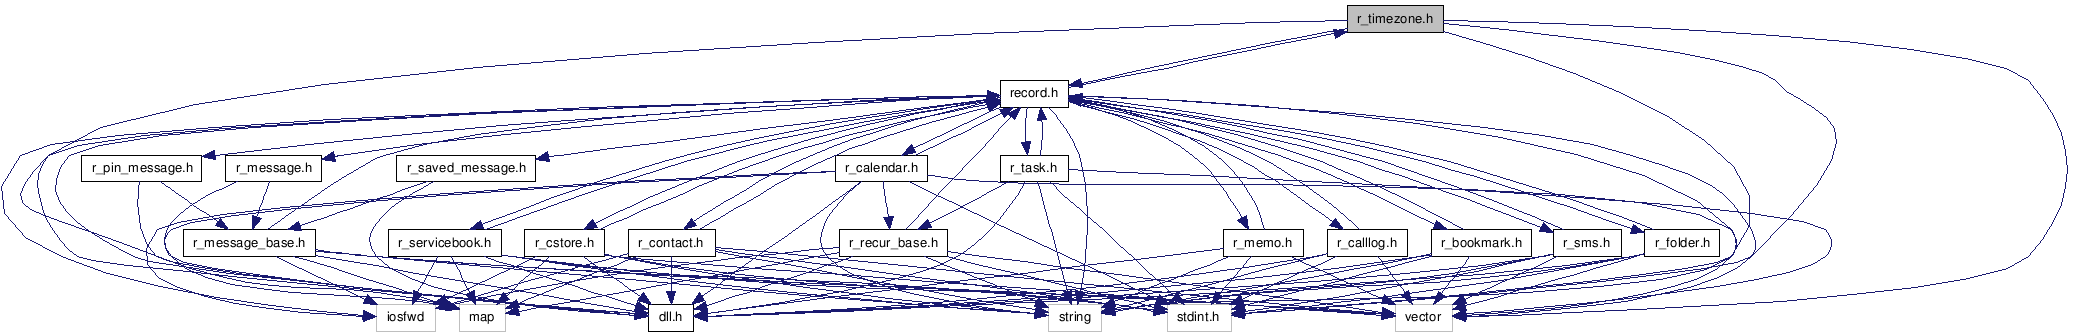 r_timezone.h
record.h
r_pin_message.h
r_message.h
r_saved_message.h
r_calendar.h
r_task.h
r_message_base.h
r_servicebook.h
r_cstore.h
r_contact.h
r_recur_base.h
r_memo.h
r_calllog.h
r_bookmark.h
r_sms.h
r_folder.h
iosfwd
map
dll.h
string
stdint.h
vector